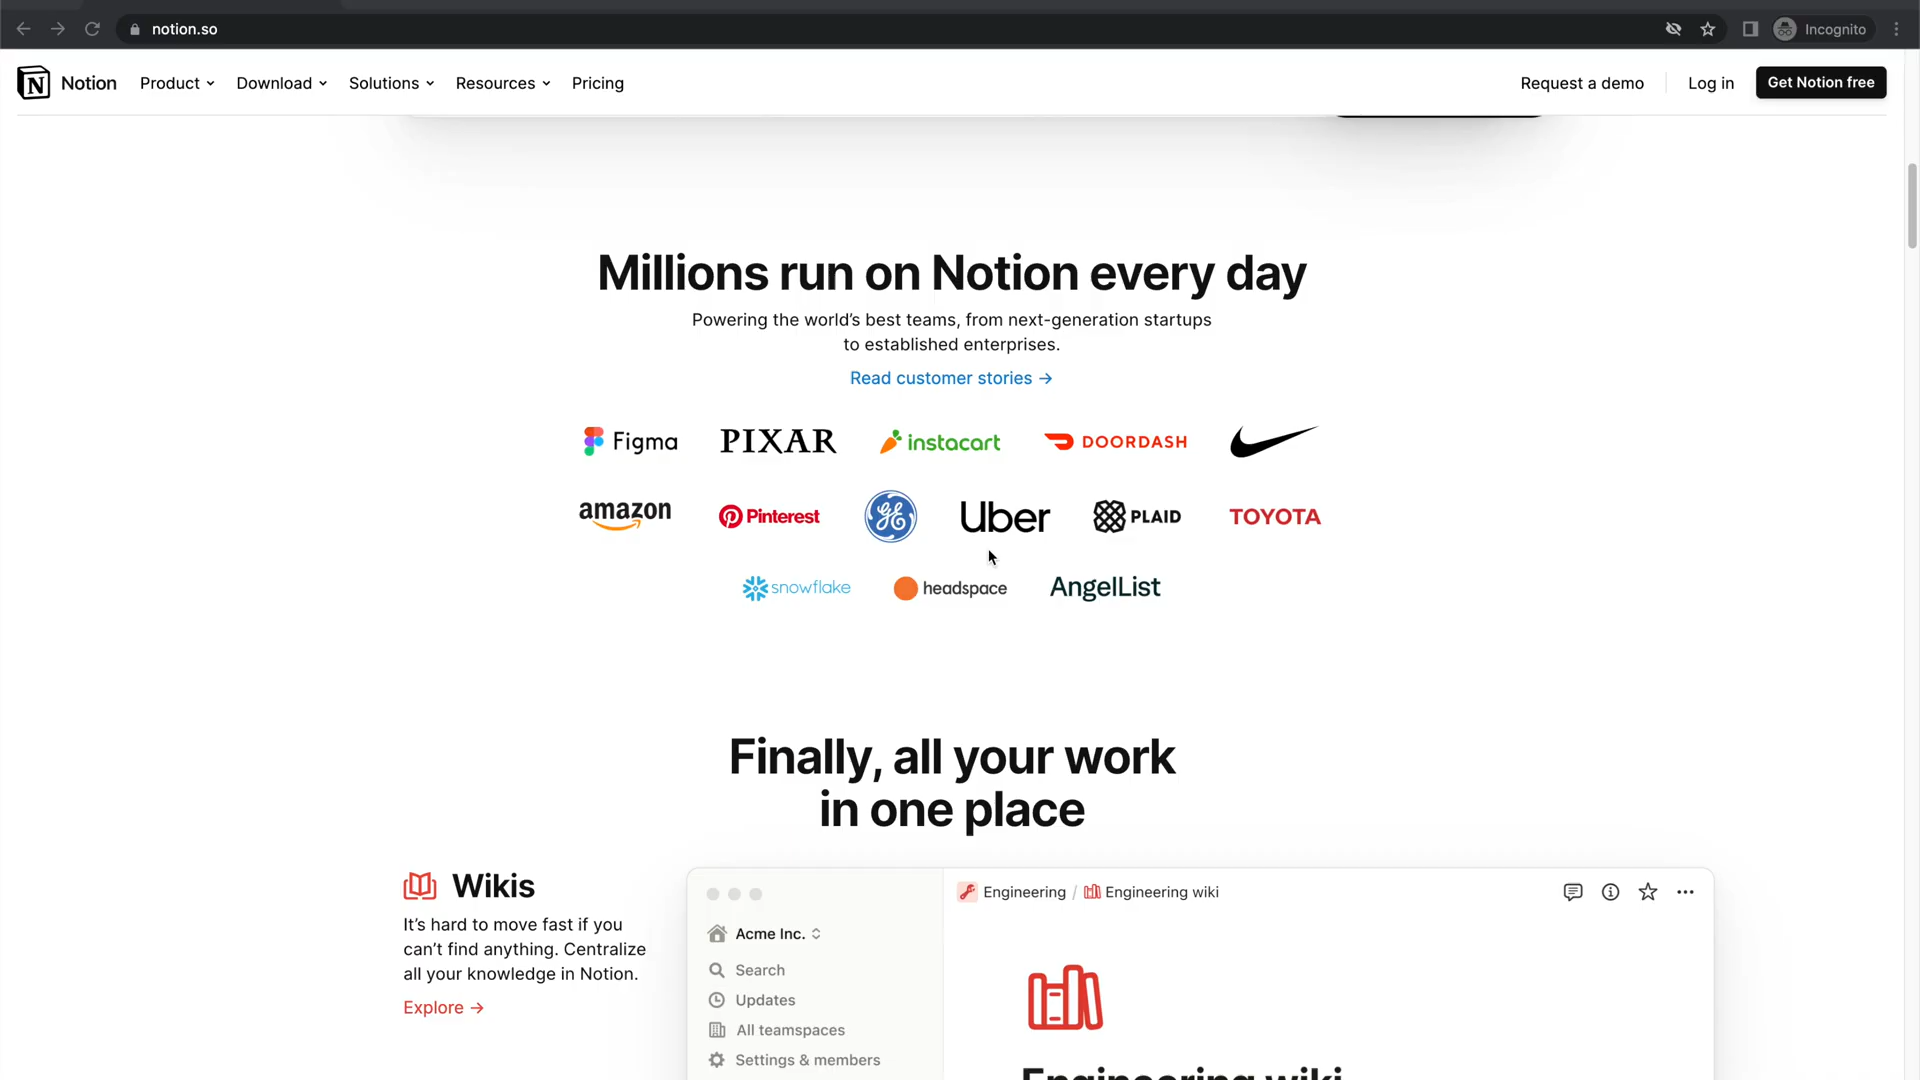 notion.so
Incognito
Notion
Product
Download
Solutions
Resources
Pricing
Request a demo
Log in
Get Notion free
Millions run on Notion every day
Powering the world’s best teams, from next-generation startups
to established enterprises.
Read customer stories →
Figma
PIXAR
instacart
DOORDASH
amazon
Pinterest
GE
Uber
PLAID
TOYOTA
snowflake
headspace
AngelList
Finally, all your work
in one place
Wikis
It’s hard to move fast if you
can’t find anything. Centralize
all your knowledge in Notion.
Explore →
Acme Inc.
Search
Updates
All teamspaces
Settings & members
Engineering / Engineering wiki
Engineering wiki